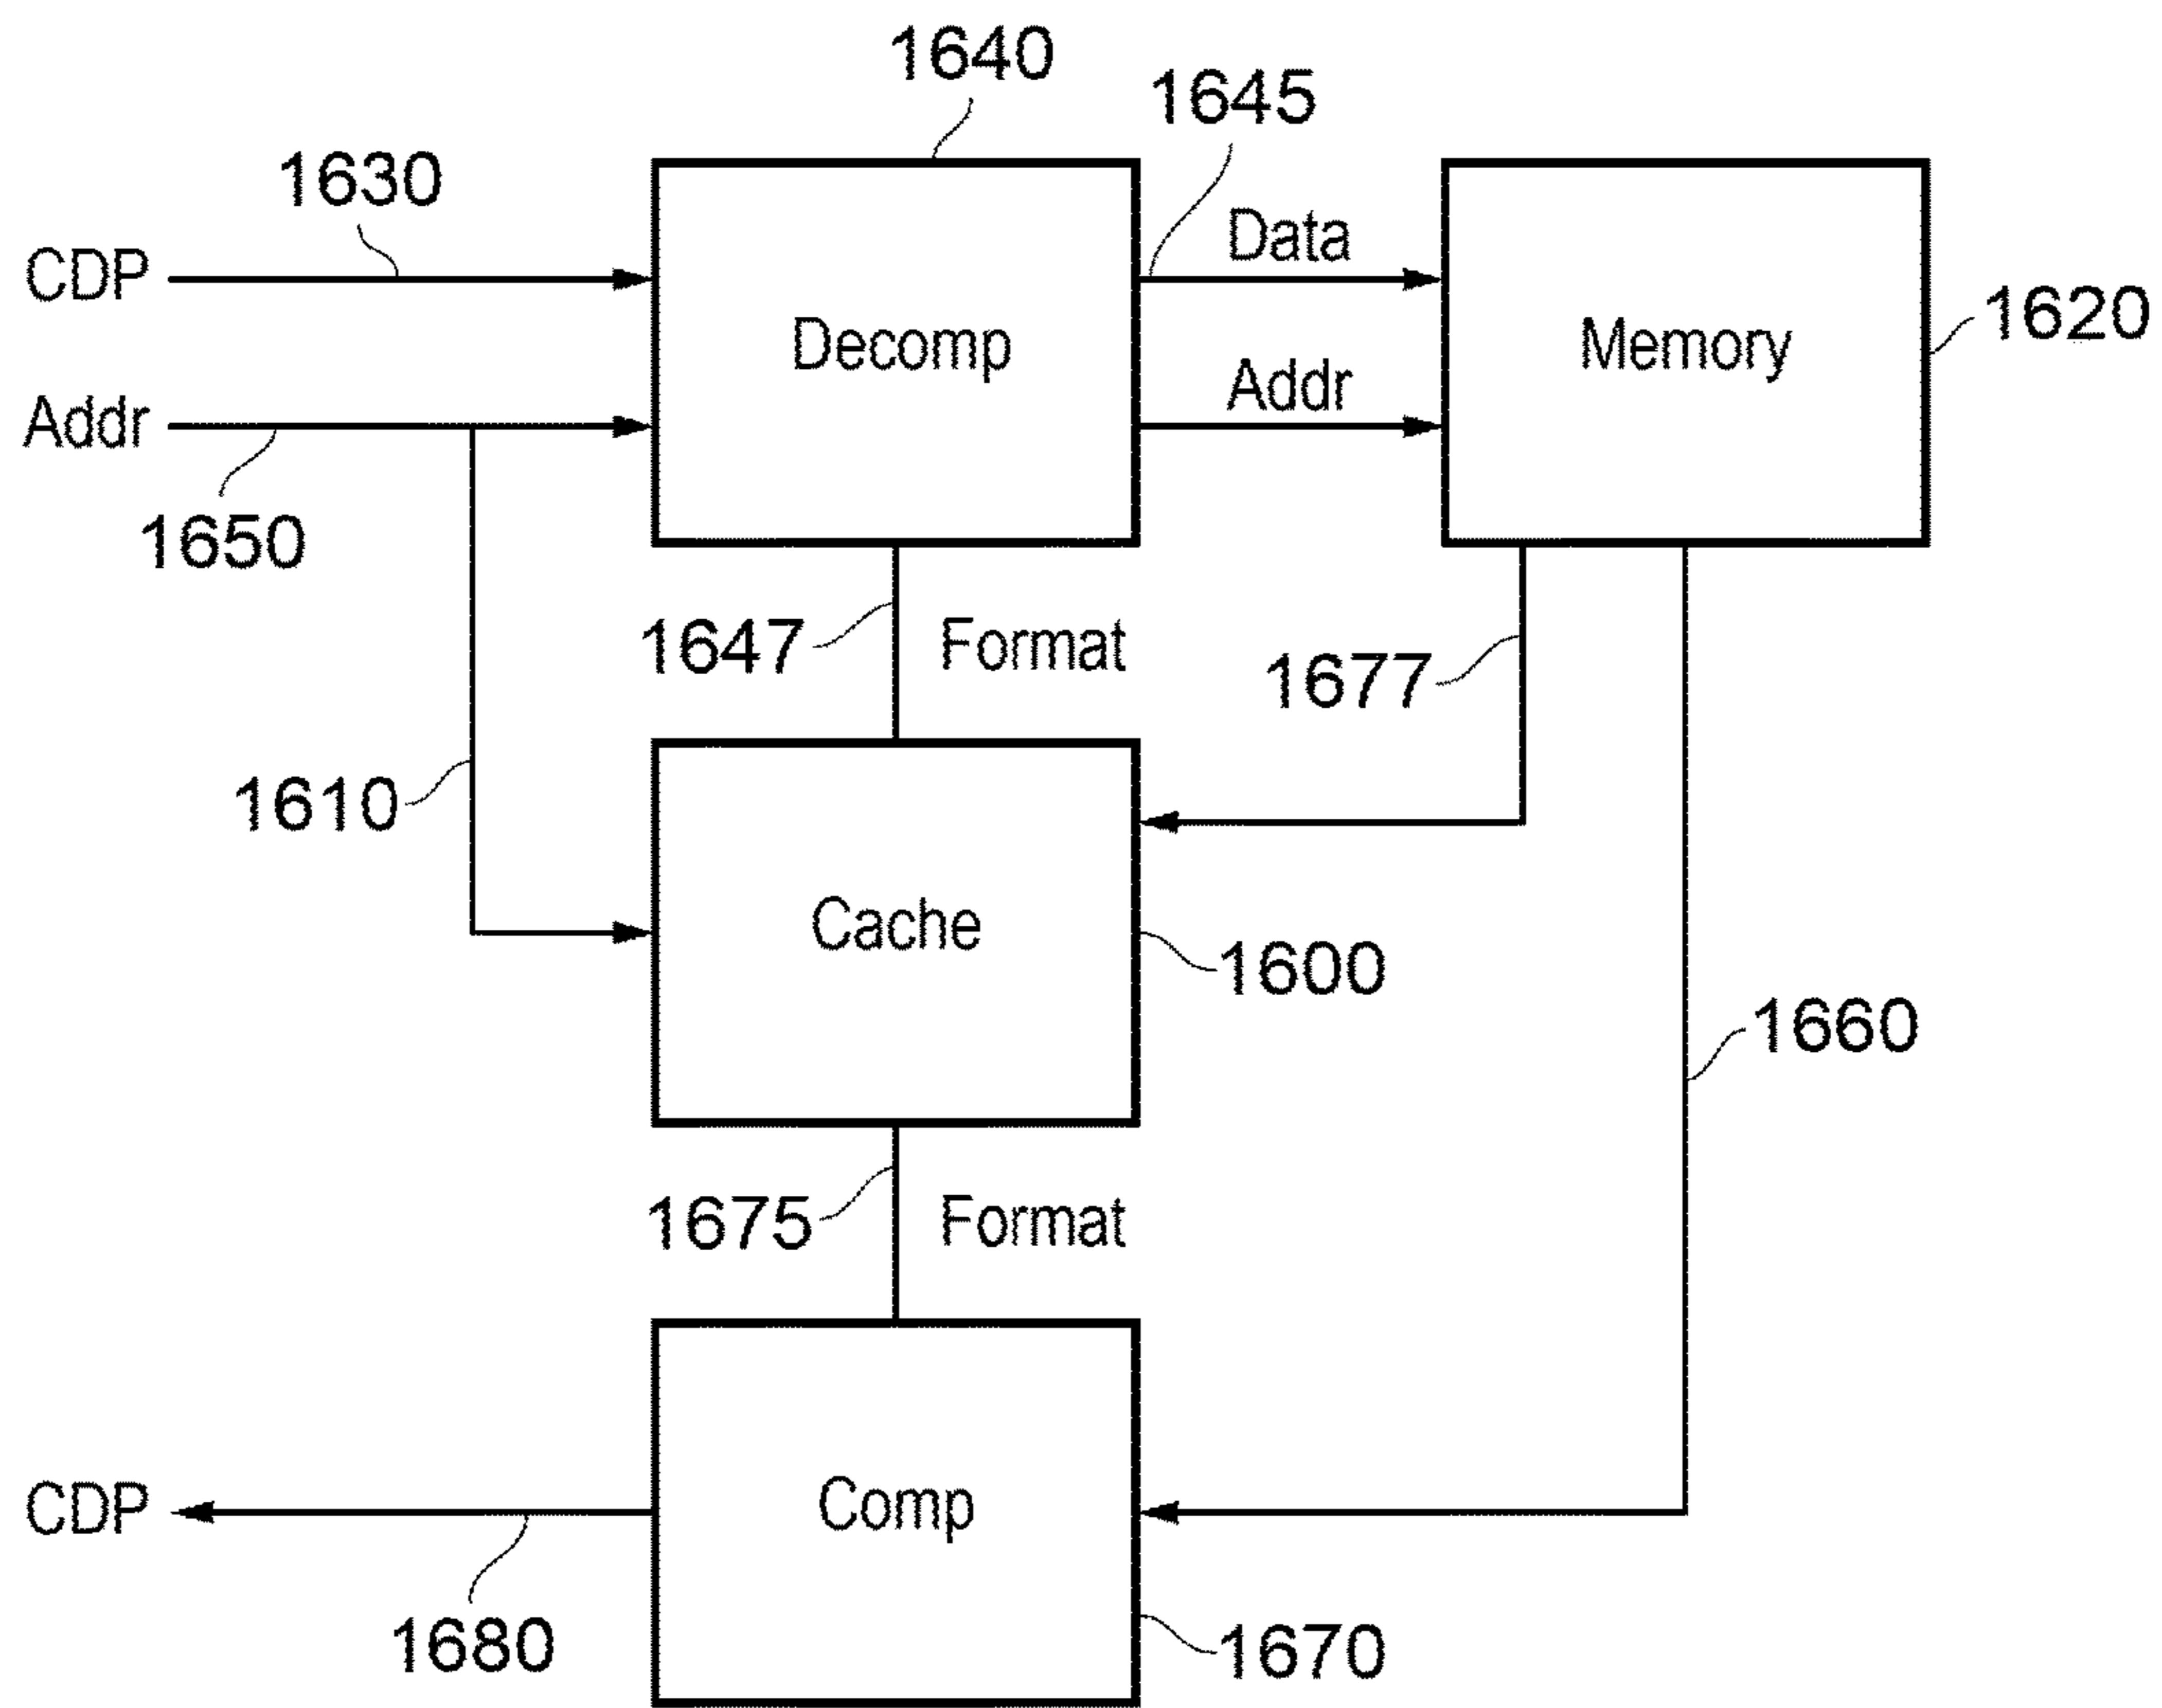 1640
1645
1630
CDP
Data
Decomp
Memory
1620
Addr
Addr
1650
1647
Format
1677
1610
Cache
1600
1660
1675
Format
CDP
Comp
1680
1670